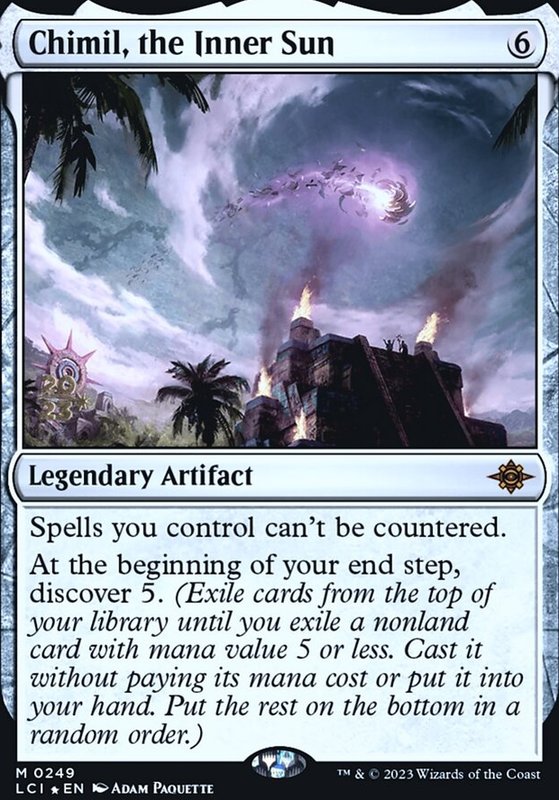 Chimil, the Inner Sun 6
20
23
Legendary Artifact
Spells you control can't be countered.
At the beginning of your end step,
discover 5. (Exile cards from the top of
your library until you exile a nonland
card with mana value 5 or less. Cast it
without paying its mana cost or put it into
your hand. Put the rest on the bottom in a
random order.)
M 0249
LCI ★ EN Adam Paquette
™ & © 2023 Wizards of the Coast